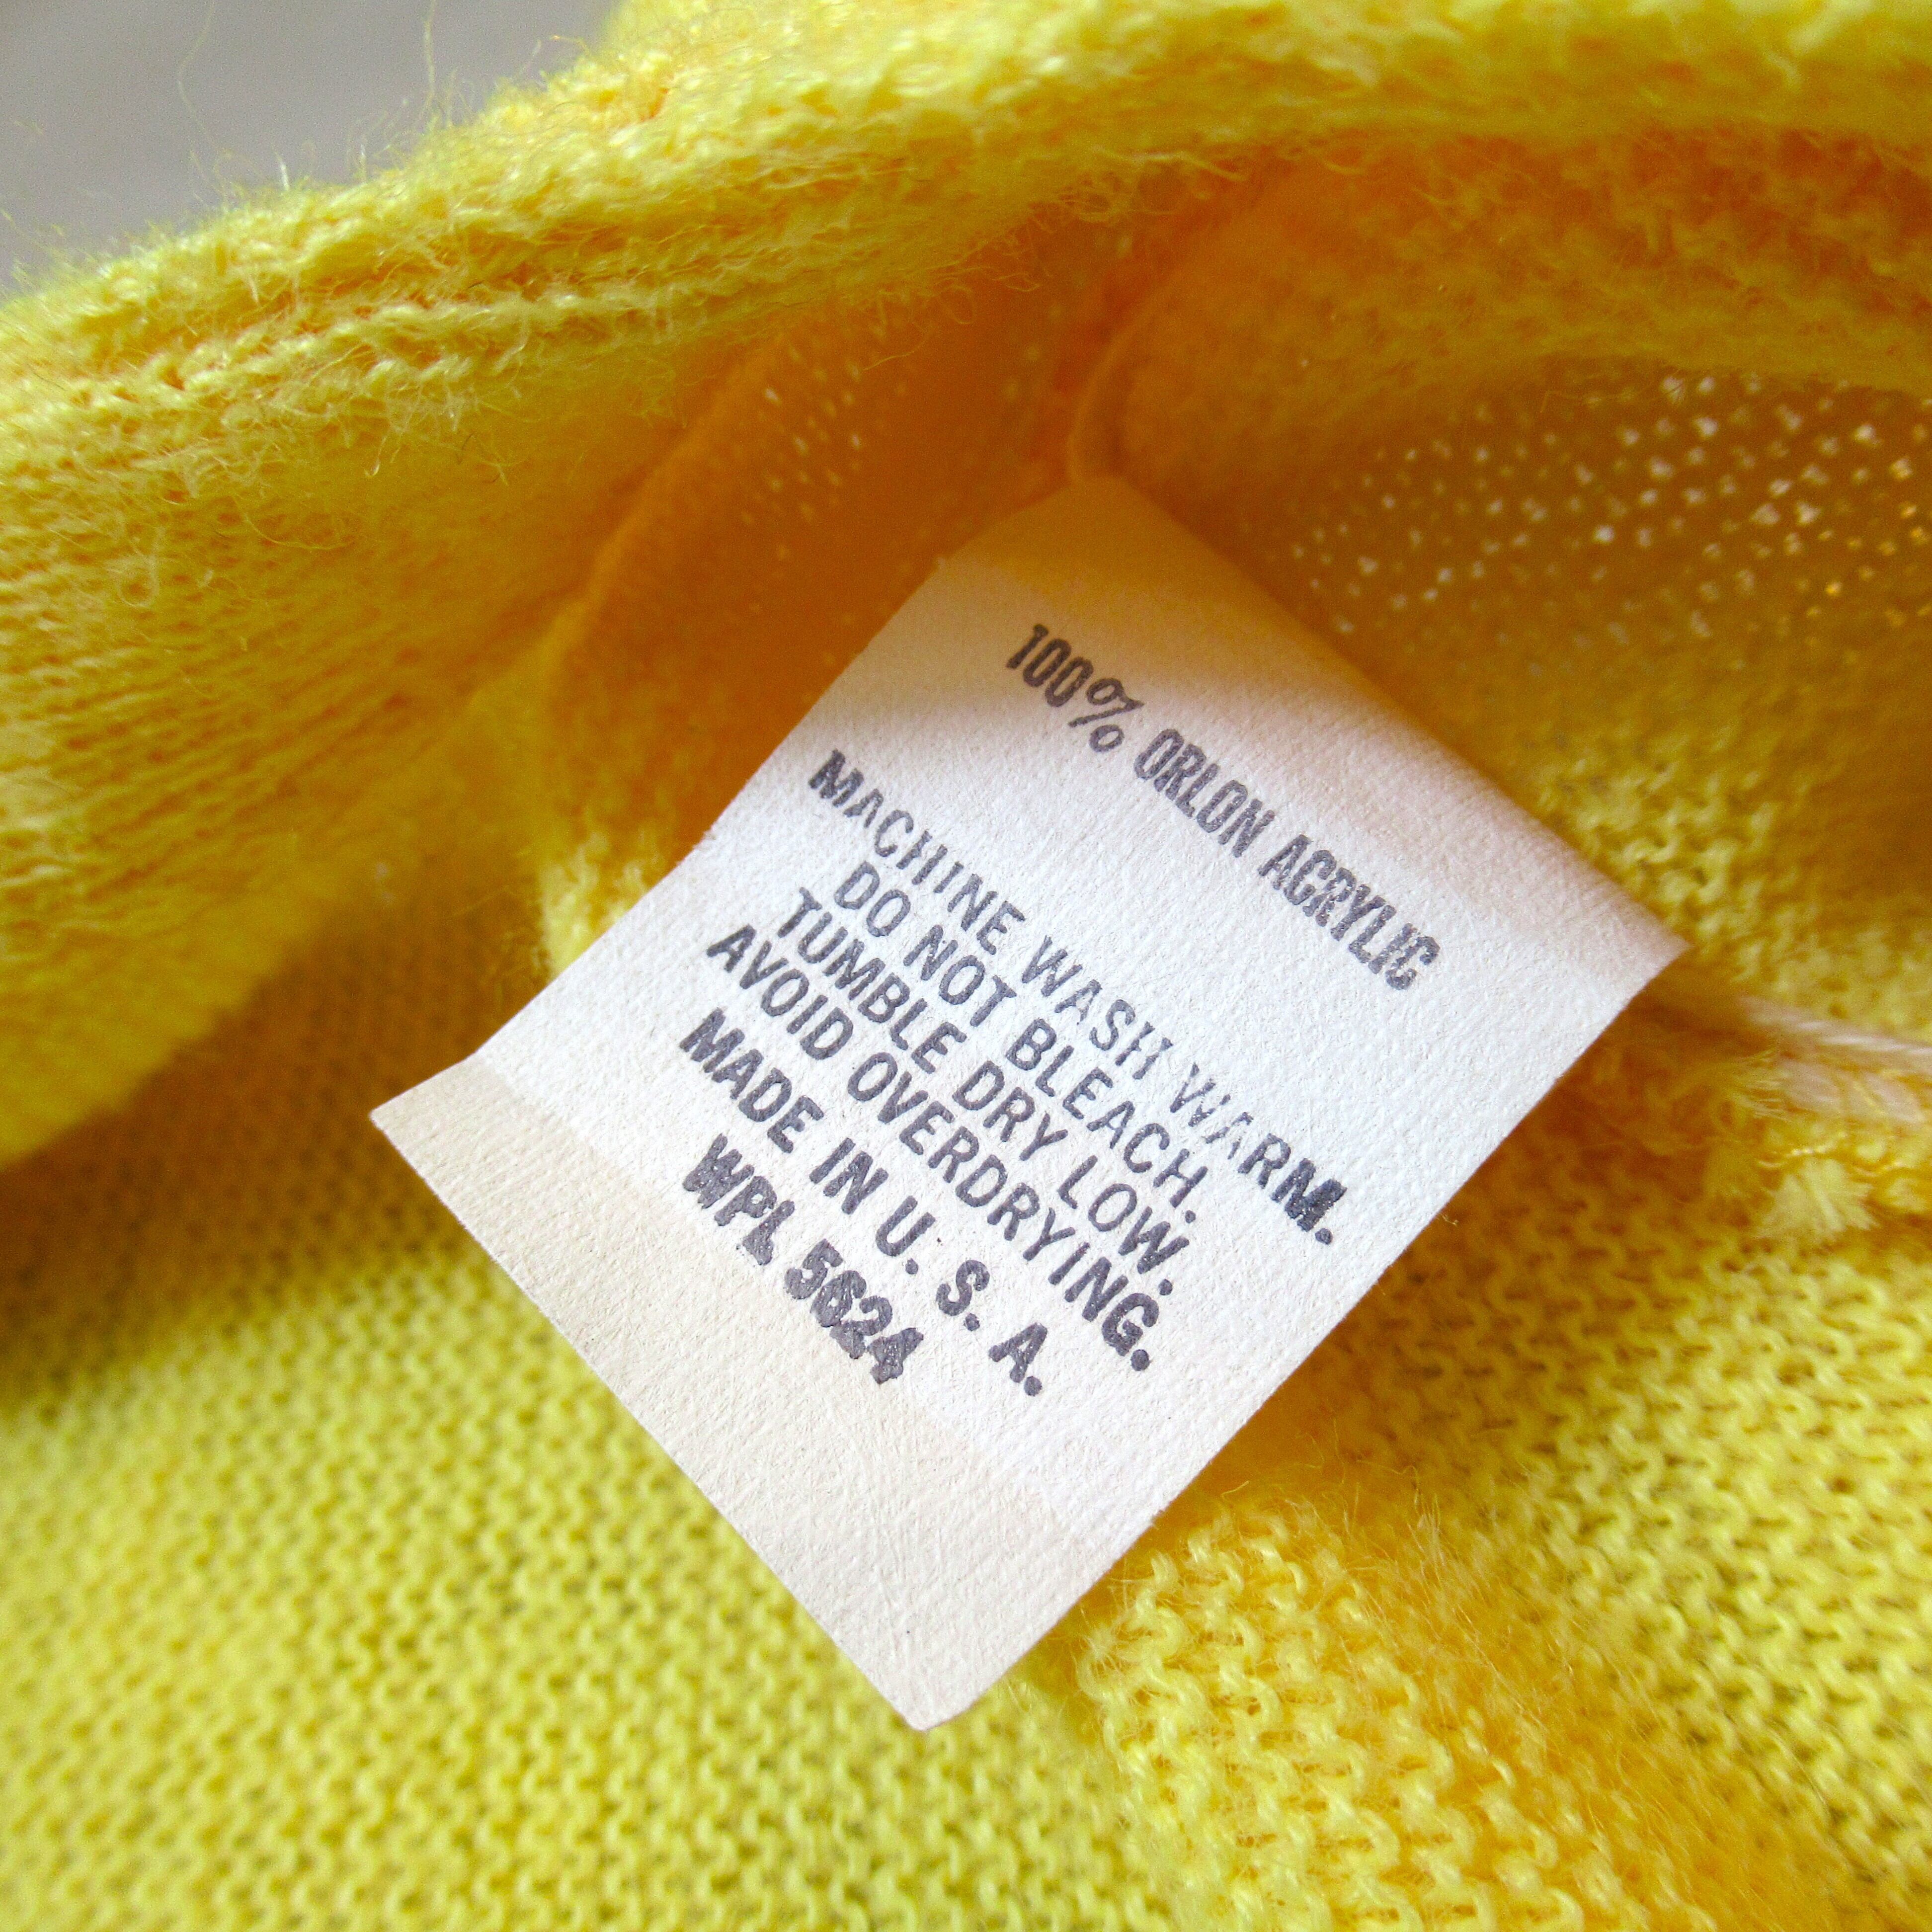 100% ORLON ACRYLIC
MACHINE WASH WARM.
DO NOT BLEACH.
TUMBLE DRY LOW.
AVOID OVERDRYING.
MADE IN U. S. A.
WPL 5624